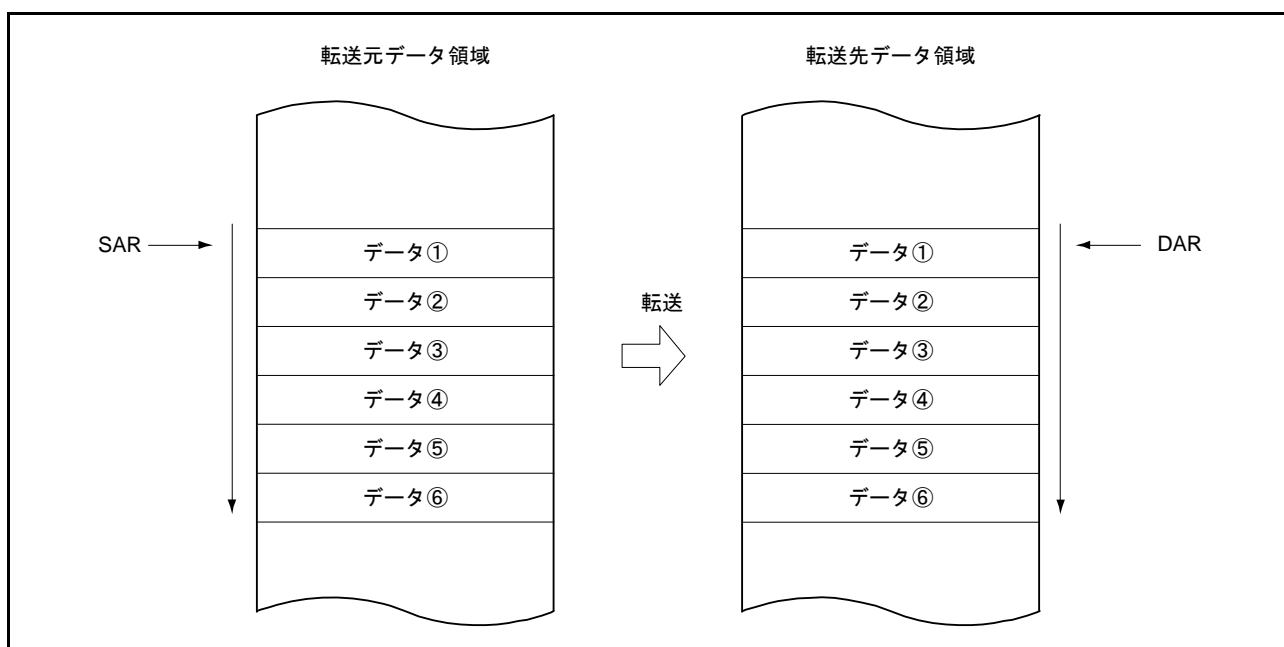 転送元データ領域
転送先データ領域
SAR
データ①
データ②
データ③
データ④
データ⑤
データ⑥
転送
データ①
データ②
データ③
データ④
データ⑤
データ⑥
DAR